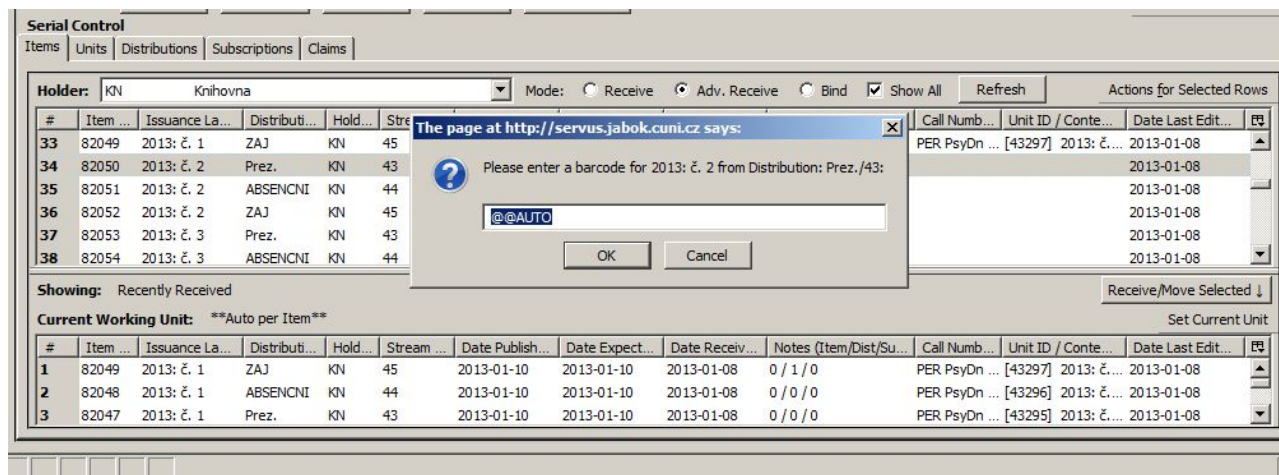 Serial Control
Items Units Distributions Subscriptions Claims
Holder: KN Knihovna Mode: Receive Adv. Receive Bind Show All Refresh Actions for Selected Rows
# Item ... Issuance La... Distributi... Hold... Stre Call Numb... Unit ID / Conte... Date Last Edit...
33 82049 2013: č. 1 ZAJ KN 45 PER PsyDn ... [43297] 2013: č.... 2013-01-08
34 82050 2013: č. 2 Prez. KN 43 2013-01-08
35 82051 2013: č. 2 ABSENCNI KN 44 2013-01-08
36 82052 2013: č. 2 ZAJ KN 45 2013-01-08
37 82053 2013: č. 3 Prez. KN 43 2013-01-08
38 82054 2013: č. 3 ABSENCNI KN 44 2013-01-08
The page at http://servus.jabok.cuni.cz says:
Please enter a barcode for 2013: č. 2 from Distribution: Prez./43:
@@AUTO
OK Cancel
Showing: Recently Received Receive/Move Selected ↓
Current Working Unit: **Auto per Item** Set Current Unit
# Item ... Issuance La... Distributi... Hold... Stream ... Date Publish... Date Expect... Date Receiv... Notes (Item/Dist/Su... Call Numb... Unit ID / Conte... Date Last Edit...
1 82049 2013: č. 1 ZAJ KN 45 2013-01-10 2013-01-10 2013-01-08 0 / 1 / 0 PER PsyDn ... [43297] 2013: č.... 2013-01-08
2 82048 2013: č. 1 ABSENCNI KN 44 2013-01-10 2013-01-10 2013-01-08 0 / 0 / 0 PER PsyDn ... [43296] 2013: č.... 2013-01-08
3 82047 2013: č. 1 Prez. KN 43 2013-01-10 2013-01-10 2013-01-08 0 / 0 / 0 PER PsyDn ... [43295] 2013: č.... 2013-01-08